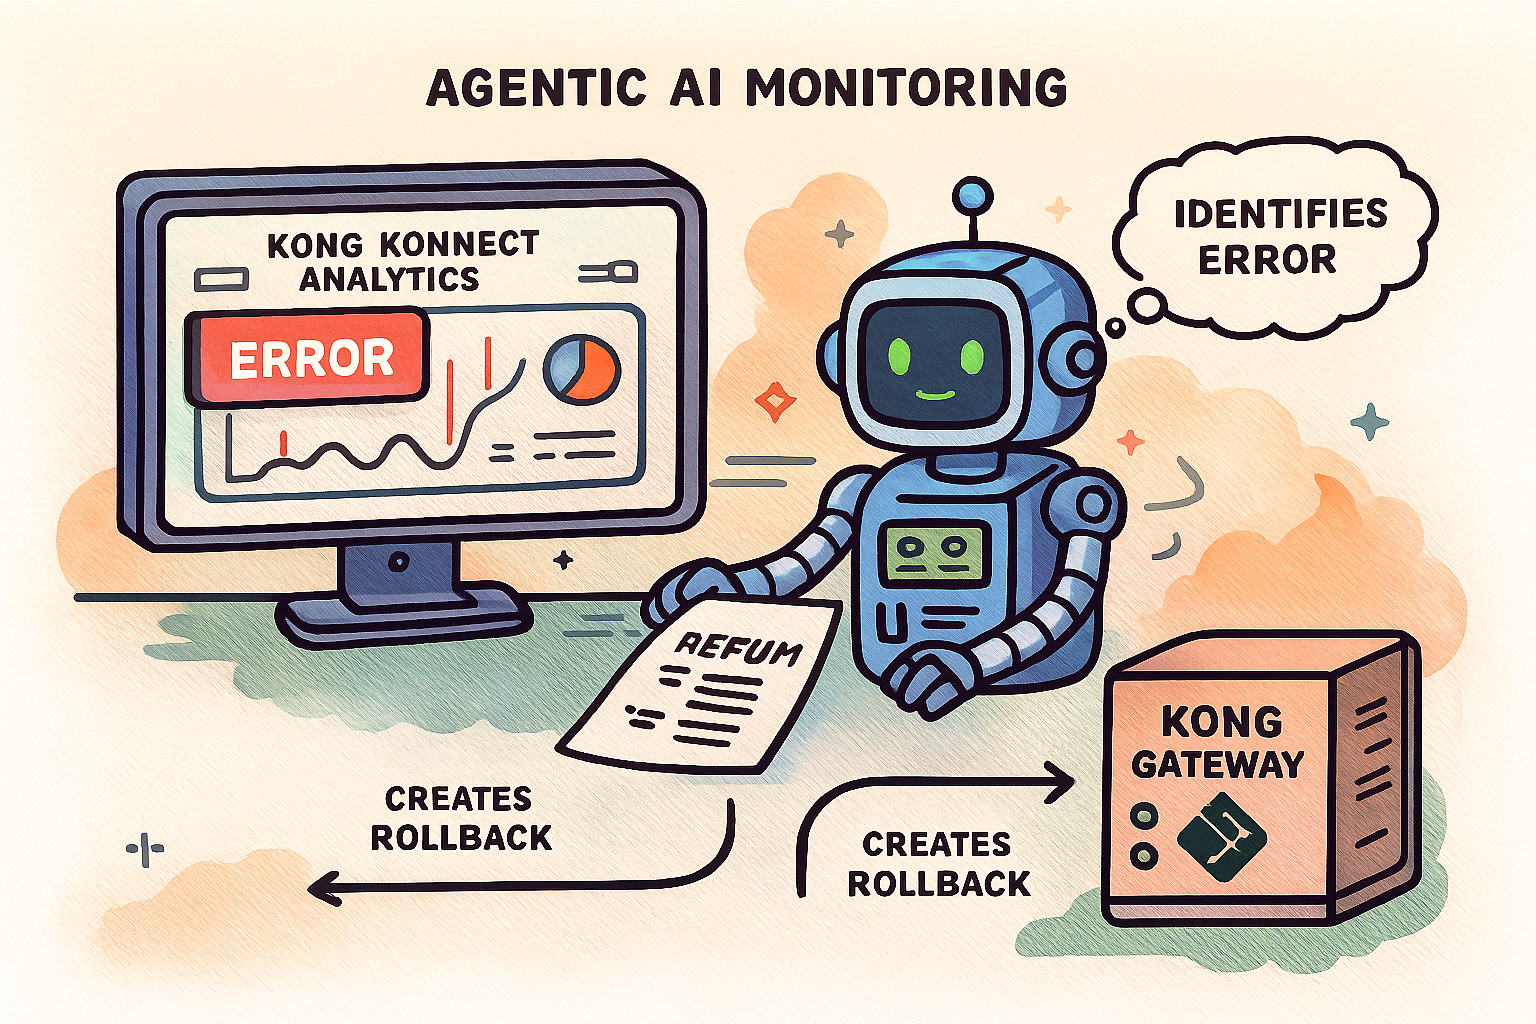 AGENTIC AI MONITORING
KONG KONNECT
ANALYTICS
ERROR
IDENTIFIES
ERROR
REFUM
KONG
GATEWAY
CREATES
ROLLBACK
CREATES
ROLLBACK